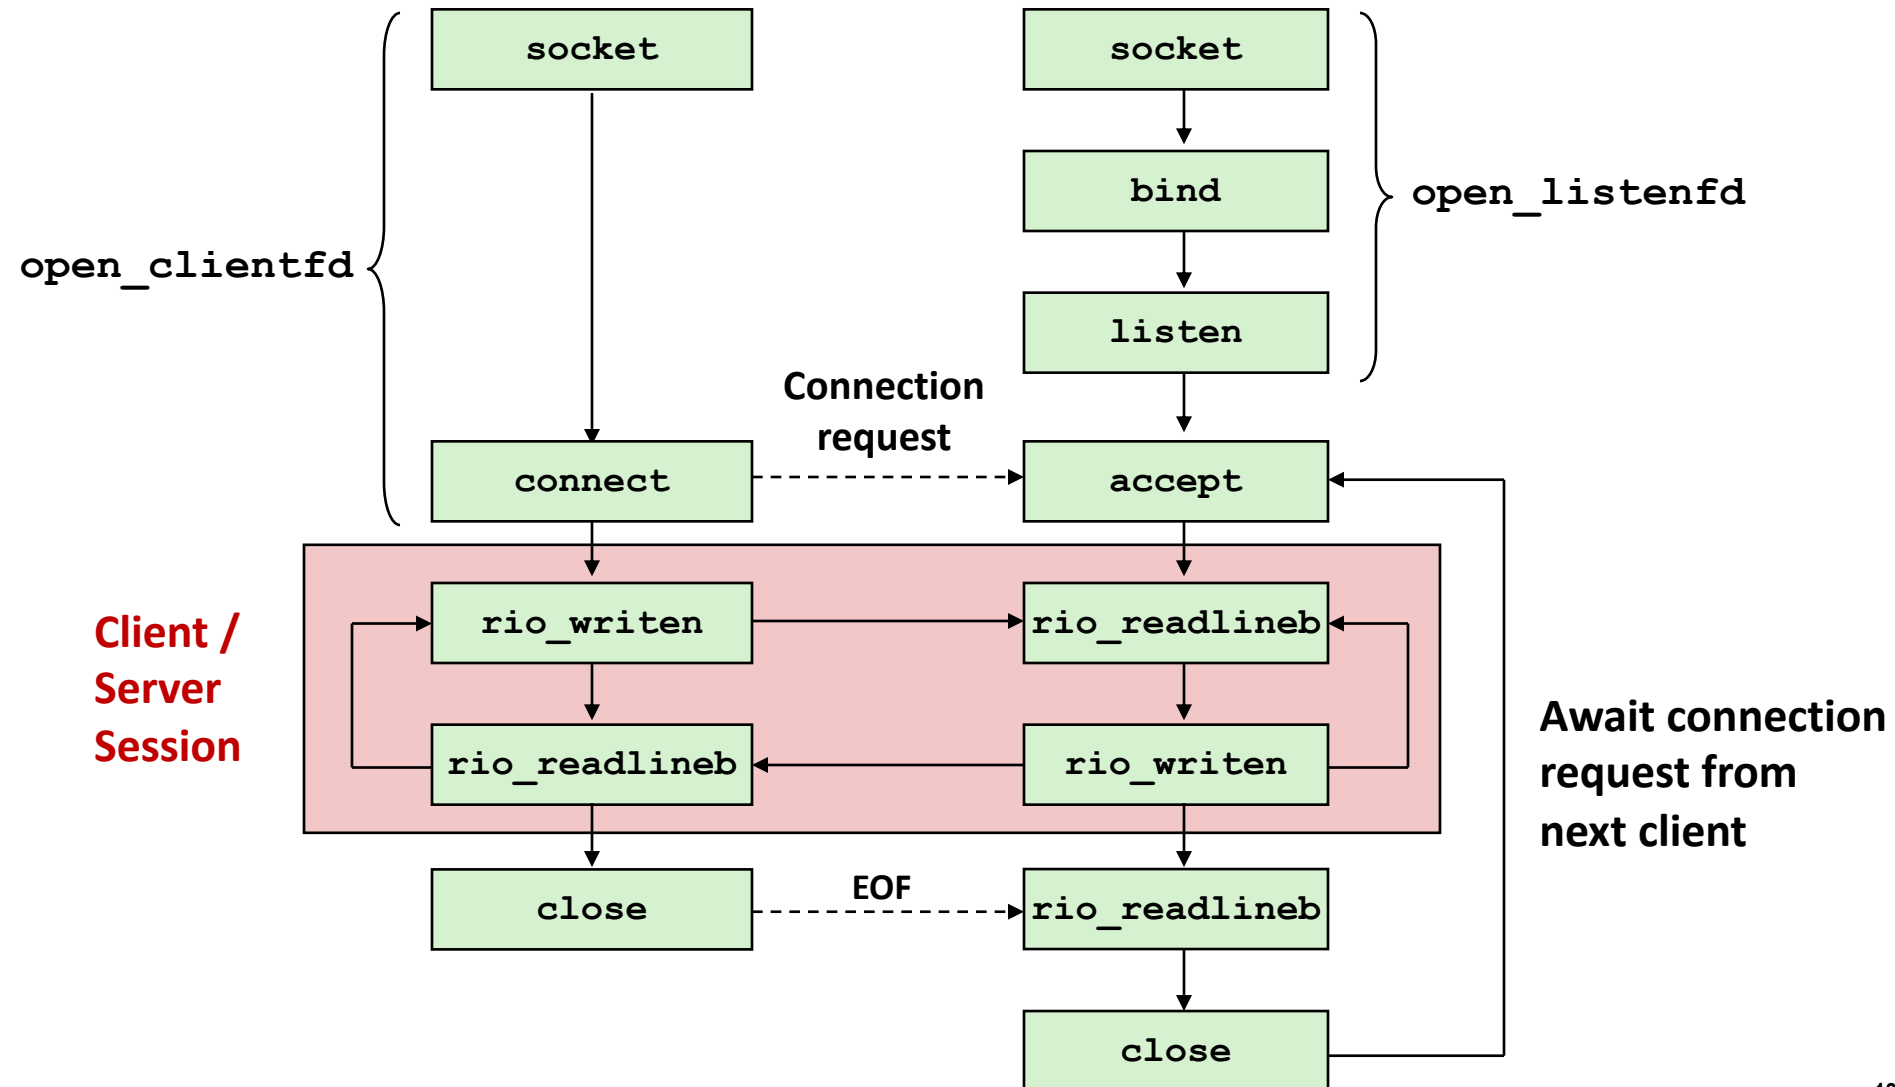 socket
socket
bind
open_listenfd
open_clientfd
listen
Connection
request
connect
accept
Client /
Server
Session
rio_writen
rio_readlineb
rio_readlineb
rio_writen
Await connection
request from
next client
close
EOF
rio_readlineb
close